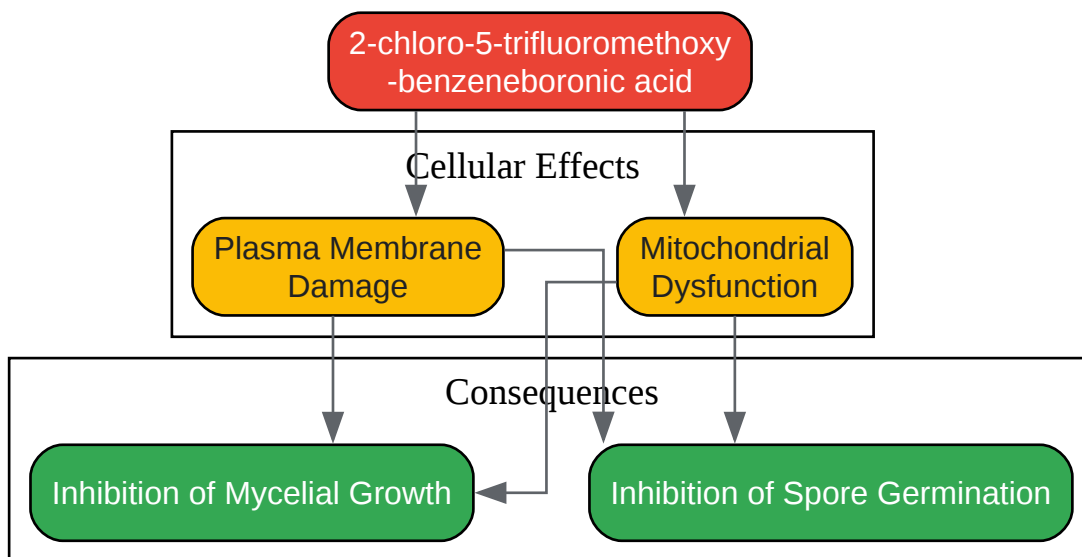 2-chloro-5-trifluoromethoxy
-benzeneboronic acid
Cellular Effects
Plasma Membrane
Damage
Mitochondrial
Dysfunction
Consequences
Inhibition of Mycelial Growth
Inhibition of Spore Germination